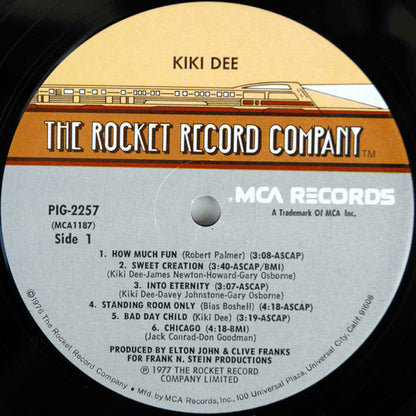 KIKI DEE
THE ROCKET RECORD COMPANY TM
MCA RECORDS
A Trademark Of MCA Inc.
PIG-2257
(MCA1187)
Side 1
1. HOW MUCH FUN (Robert Palmer) (3:08-ASCAP)
2. SWEET CREATION (3:40-ASCAP/BMI)
(Kiki Dee-James Newton-Howard-Gary Osborne)
3. INTO ETERNITY (3:07-ASCAP)
(Kiki Dee-Davey Johnstone-Gary Osborne)
4. STANDING ROOM ONLY (Bias Boshell) (4:18-ASCAP)
5. BAD DAY CHILD (Kiki Dee) (3:19-ASCAP)
6. CHICAGO (4:18-BMI)
(Jack Conrad-Don Goodman)
PRODUCED BY ELTON JOHN & CLIVE FRANKS
FOR FRANK N. STEIN PRODUCTIONS
℗ 1977 THE ROCKET RECORD
COMPANY LIMITED
©1976 The Rocket Record Company • Mfd. by MCA Records, Inc., 100 Universal Plaza, Universal City, Calif. 91608